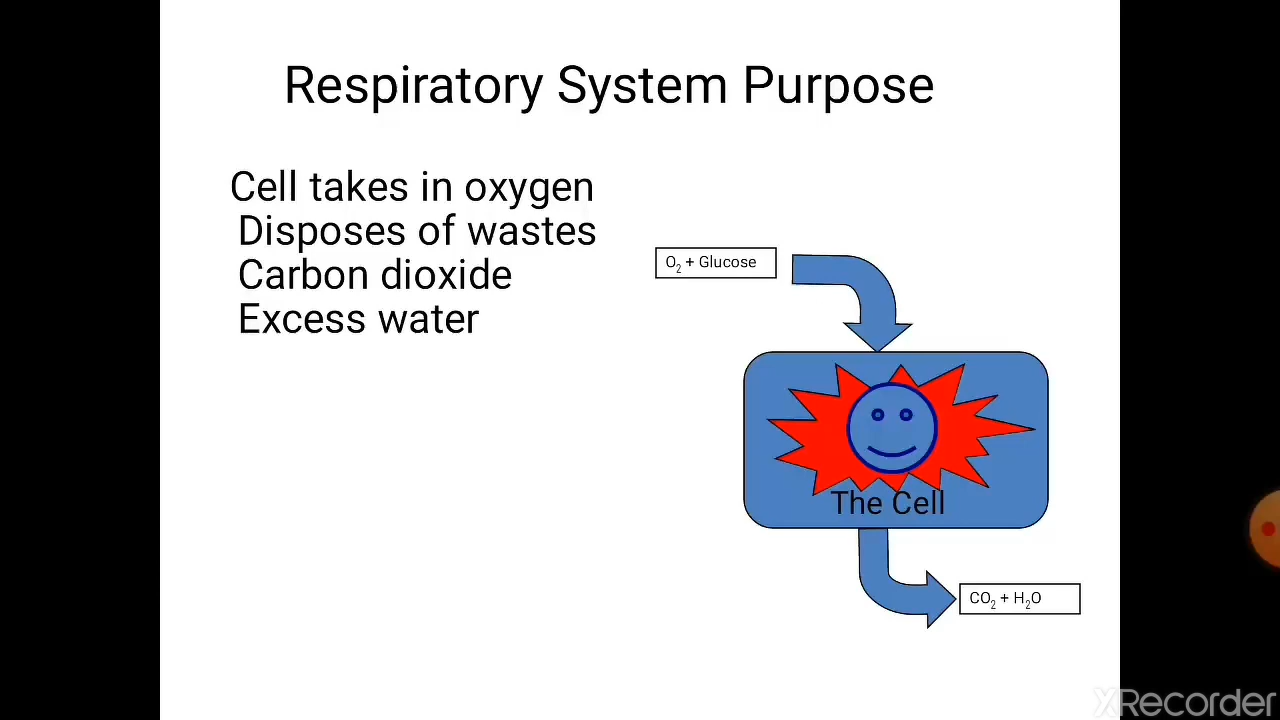 Respiratory System Purpose
Cell takes in oxygen
Disposes of wastes
Carbon dioxide
Excess water
O₂ + Glucose
The Cell
CO₂ + H₂O
XRecorder